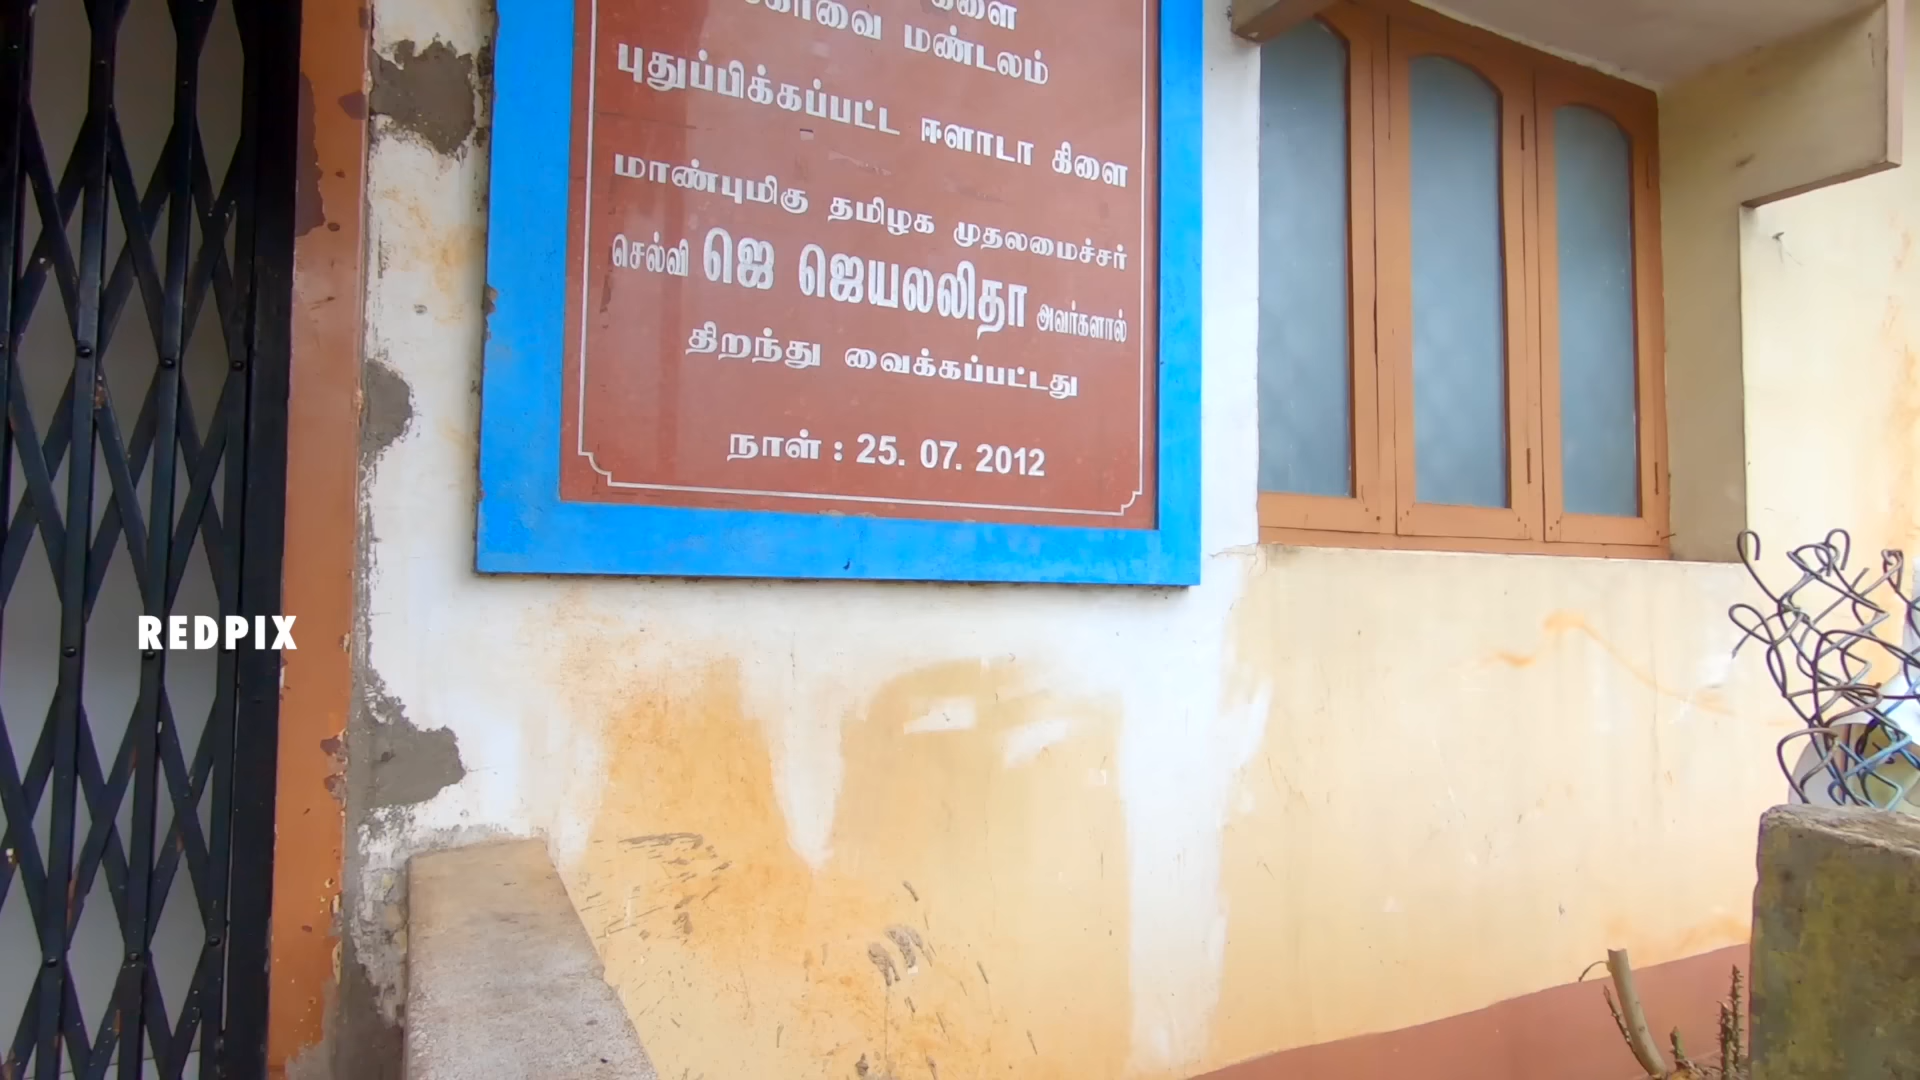 கிளை
கோவை மண்டலம்
புதுப்பிக்கப்பட்ட ஈளாடா கிளை
மாண்புமிகு தமிழக முதலமைச்சர்
செல்வி ஜெ ஜெயலலிதா அவர்களால்
திறந்து வைக்கப்பட்டது
நாள் : 25. 07. 2012
REDPIX